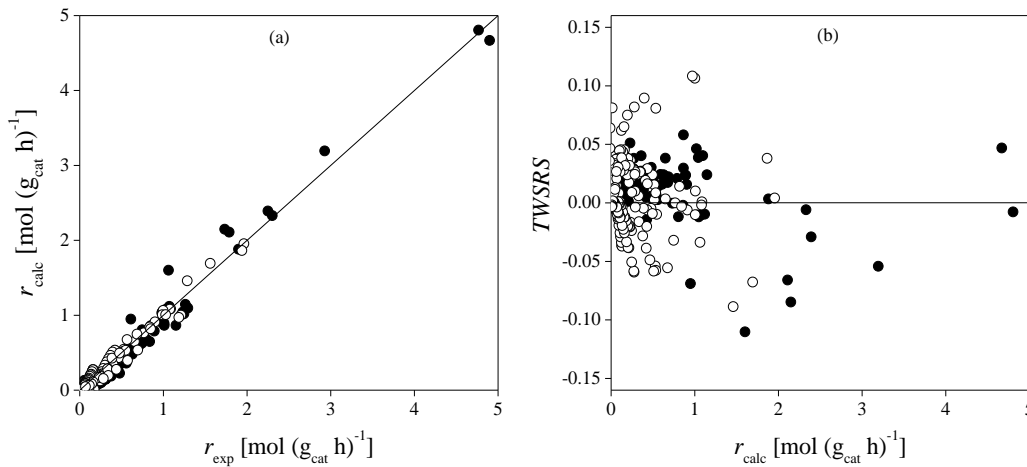 (a)
5
4
3
2
1
0
r_calc [mol (g_cat h)^-1]
0 1 2 3 4 5
r_exp [mol (g_cat h)^-1]
(b)
0.15
0.10
0.05
0.00
-0.05
-0.10
-0.15
TWSRS
0 1 2 3 4 5
r_calc [mol (g_cat h)^-1]